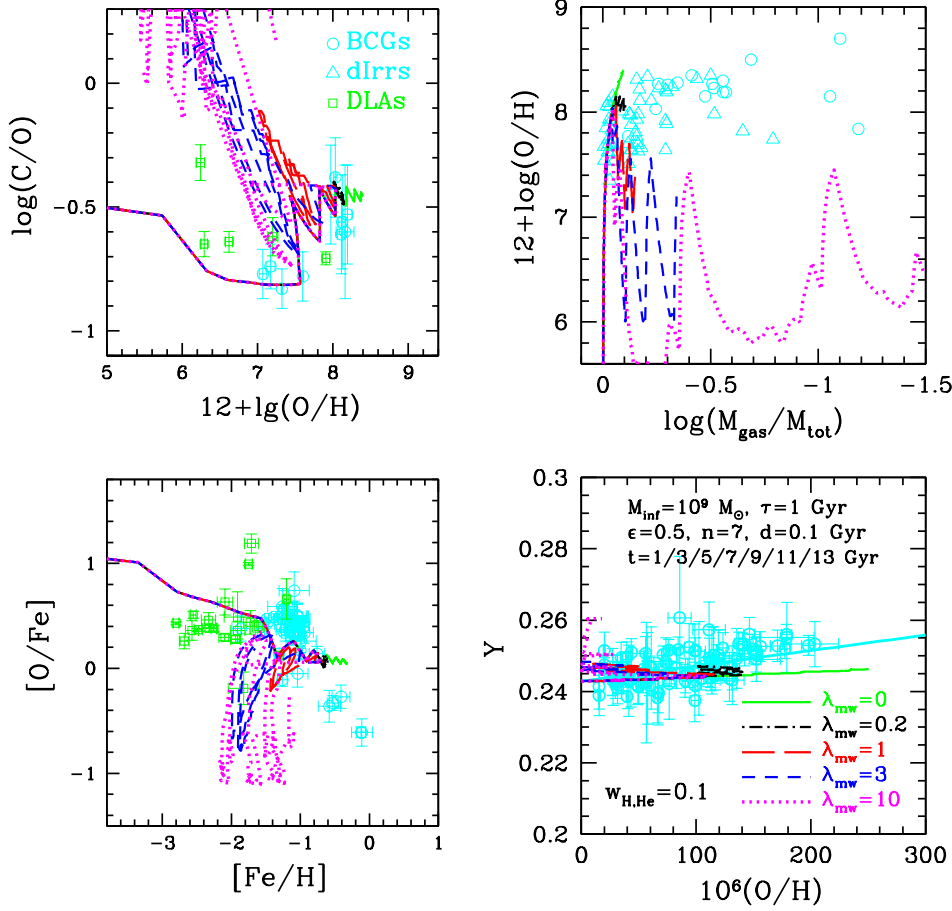 BCGs
dIrrs
DLAs
log(C/O)
0
−0.5
−1
4 5 6 7 8 9
12+lg(O/H)
12+log(O/H)
9
8
7
6
0 −0.5 −1 −1.5
log(M_gas/M_tot)
[O/Fe]
1
0
−1
−3 −2 −1 0 1
[Fe/H]
Y
0.3
0.28
0.26
0.24
0.22
0.2
M_inf=10⁹ M_⊙, τ=1 Gyr
ϵ=0.5, n=7, d=0.1 Gyr
t=1/3/5/7/9/11/13 Gyr
λ_mw=0
λ_mw=0.2
λ_mw=1
λ_mw=3
λ_mw=10
w_H,He=0.1
0 100 200 300
10⁶(O/H)